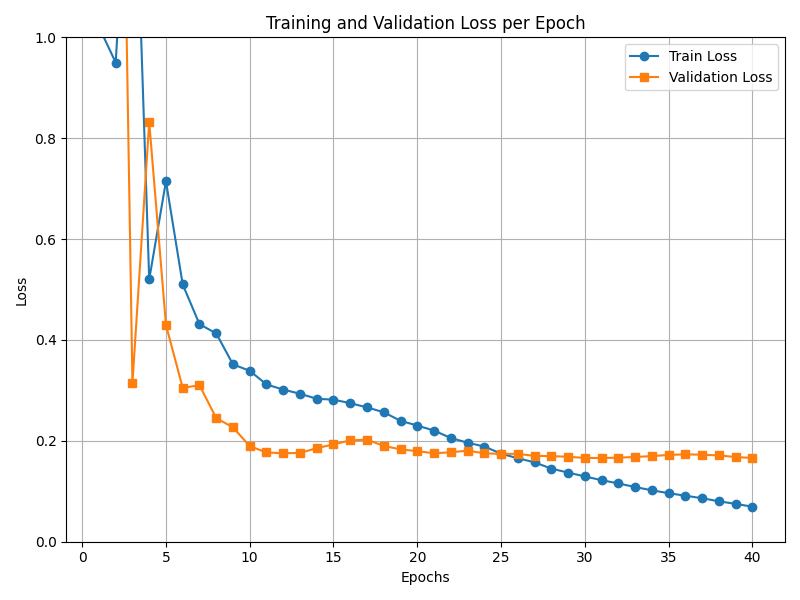 Training and Validation Loss per Epoch
Train Loss
Validation Loss
1.0
0.8
0.6
0.4
0.2
0.0
Loss
0 5 10 15 20 25 30 35 40
Epochs